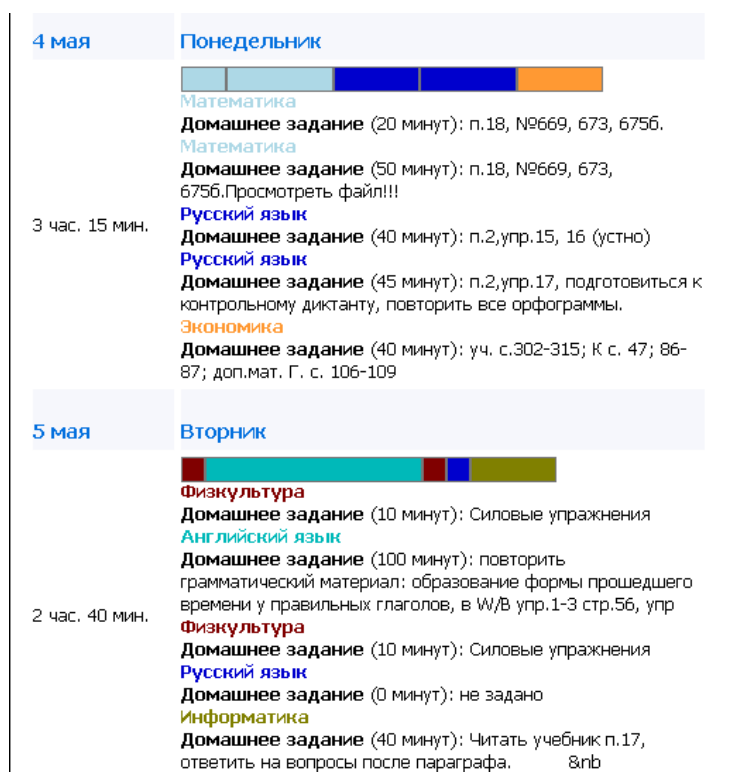 4 мая Понедельник
Математика
Домашнее задание (20 минут): п.18, №669, 673, 675б.
Математика
Домашнее задание (50 минут): п.18, №669, 673,
675б.Просмотреть файл!!!
Русский язык
3 час. 15 мин.
Домашнее задание (40 минут): п.2,упр.15, 16 (устно)
Русский язык
Домашнее задание (45 минут): п.2,упр.17, подготовиться к
контрольному диктанту, повторить все орфограммы.
Экономика
Домашнее задание (40 минут): уч. с.302-315; К с. 47; 86-
87; доп.мат. Г. с. 106-109
5 мая Вторник
Физкультура
Домашнее задание (10 минут): Силовые упражнения
Английский язык
Домашнее задание (100 минут): повторить
грамматический материал: образование формы прошедшего
времени у правильных глаголов, в W/B упр.1-3 стр.56, упр
2 час. 40 мин.
Физкультура
Домашнее задание (10 минут): Силовые упражнения
Русский язык
Домашнее задание (0 минут): не задано
Информатика
Домашнее задание (40 минут): Читать учебник п.17,
ответить на вопросы после параграфа. &nb